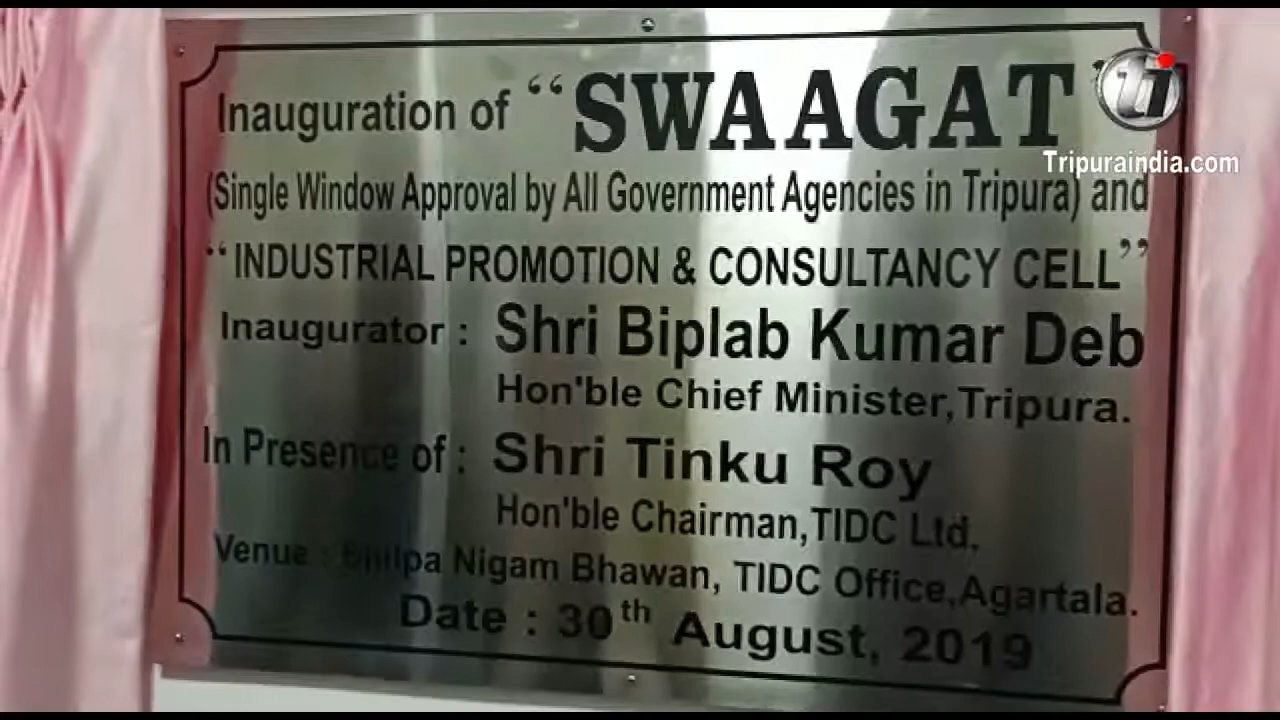 Inauguration of “SWAAGAT”
(Single Window Approval by All Government Agencies in Tripura) and
“INDUSTRIAL PROMOTION & CONSULTANCY CELL”
Inaugurator : Shri Biplab Kumar Deb
Hon'ble Chief Minister,Tripura.
In Presence of : Shri Tinku Roy
Hon'ble Chairman,TIDC Ltd.
Venue : Shilpa Nigam Bhawan, TIDC Office,Agartala.
Date : 30th August, 2019
ti
Tripuraindia.com